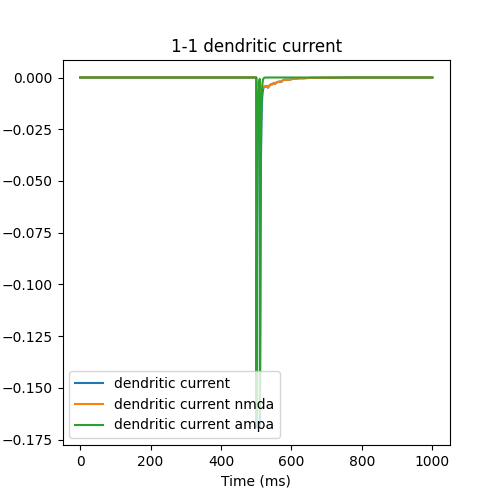 1-1 dendritic current
0.000
−0.025
−0.050
−0.075
−0.100
−0.125
−0.150
−0.175
dendritic current
dendritic current nmda
dendritic current ampa
0 200 400 600 800 1000
Time (ms)